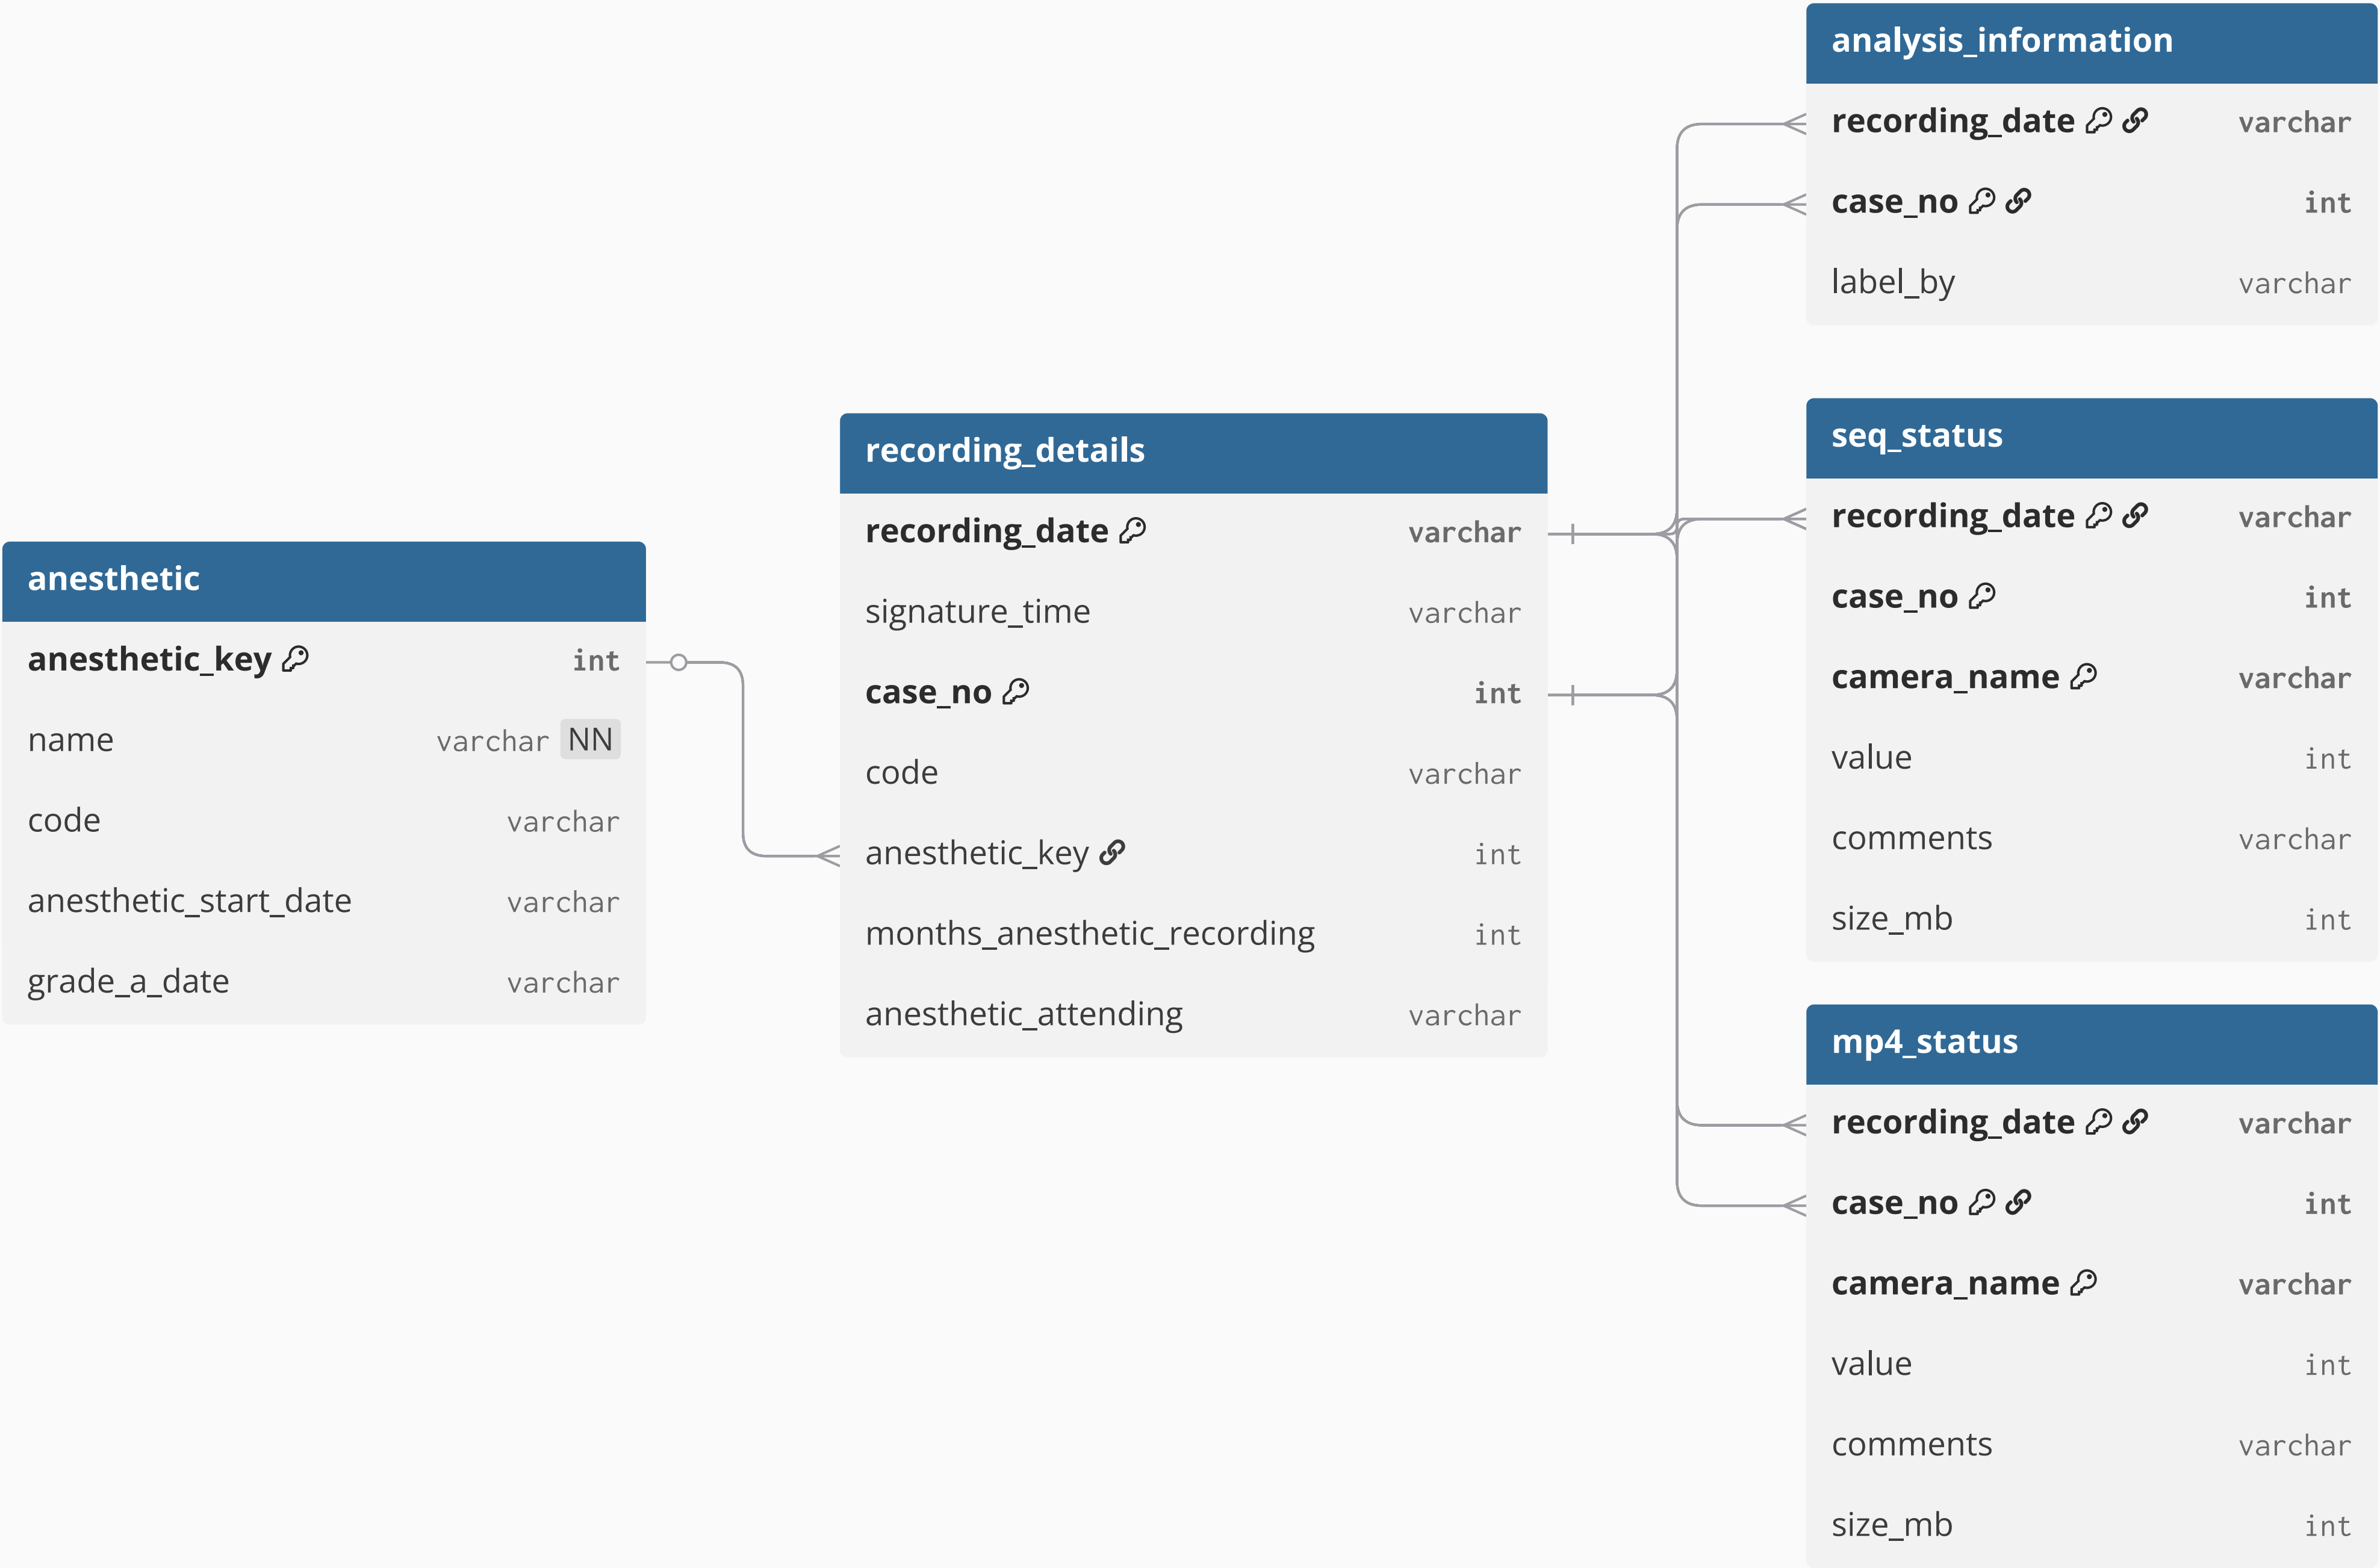 anesthetic
anesthetic_key int
name varchar NN
code varchar
anesthetic_start_date varchar
grade_a_date varchar
recording_details
recording_date varchar
signature_time varchar
case_no int
code varchar
anesthetic_key int
months_anesthetic_recording int
anesthetic_attending varchar
analysis_information
recording_date varchar
case_no int
label_by varchar
seq_status
recording_date varchar
case_no int
camera_name varchar
value int
comments varchar
size_mb int
mp4_status
recording_date varchar
case_no int
camera_name varchar
value int
comments varchar
size_mb int